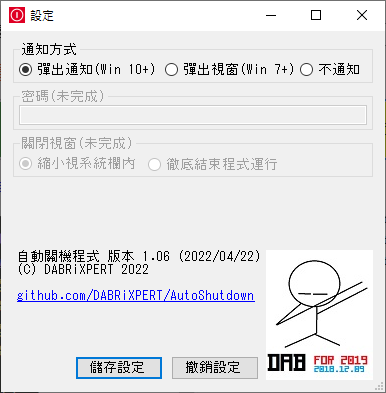 設定
通知方式
彈出通知(Win 10+) 彈出視窗(Win 7+) 不通知
密碼(未完成)
關閉視窗(未完成)
縮小視系統欄內 徹底結束程式運行
自動關機程式 版本 1.06 (2022/04/22)
(C) DABRiXPERT 2022
github.com/DABRiXPERT/AutoShutdown
DAB FOR 2019
2018.12.09
儲存設定 撤銷設定